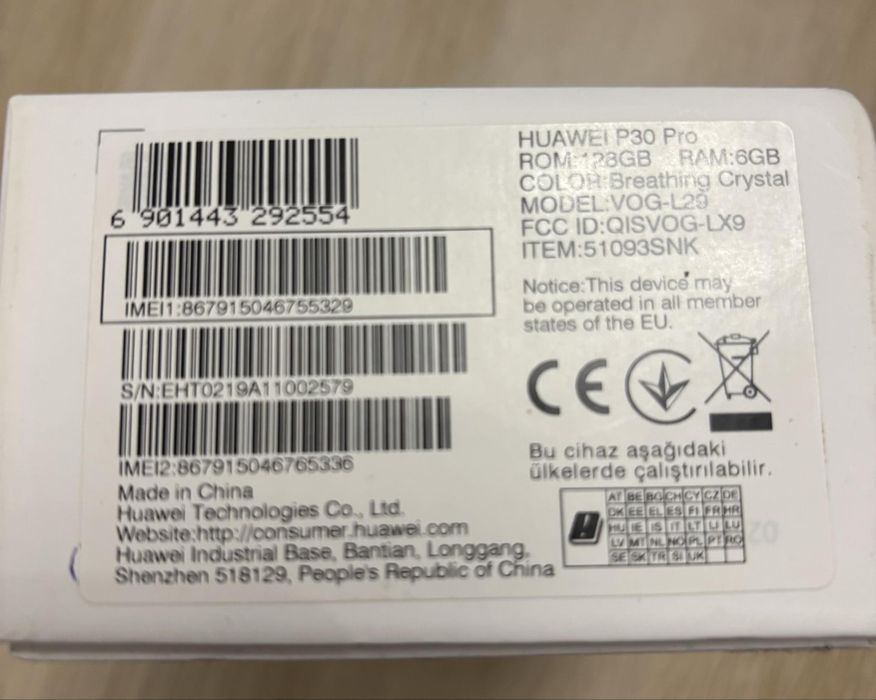 6 901443 292554
IMEI1:867915046755329
S/N:EHT0219A11002579
IMEI2:867915046765336
Made in China
Huawei Technologies Co., Ltd.
Website:http://consumer.huawei.com
Huawei Industrial Base, Bantian, Longgang,
Shenzhen 518129, People's Republic of China
HUAWEI P30 Pro
ROM:128GB RAM:6GB
COLOR:Breathing Crystal
MODEL:VOG-L29
FCC ID:QISVOG-LX9
ITEM:51093SNK
Notice:This device may
be operated in all member
states of the EU.
CE
Bu cihaz aşağıdaki
ülkelerde çalıştırılabilir.
AT BE BG CH CY CZ DE
DK EE EL ES FI FR HR
HU IE IS IT LT LI LU
LV MT NL NO PL PT RO
SE SK TR SI UK